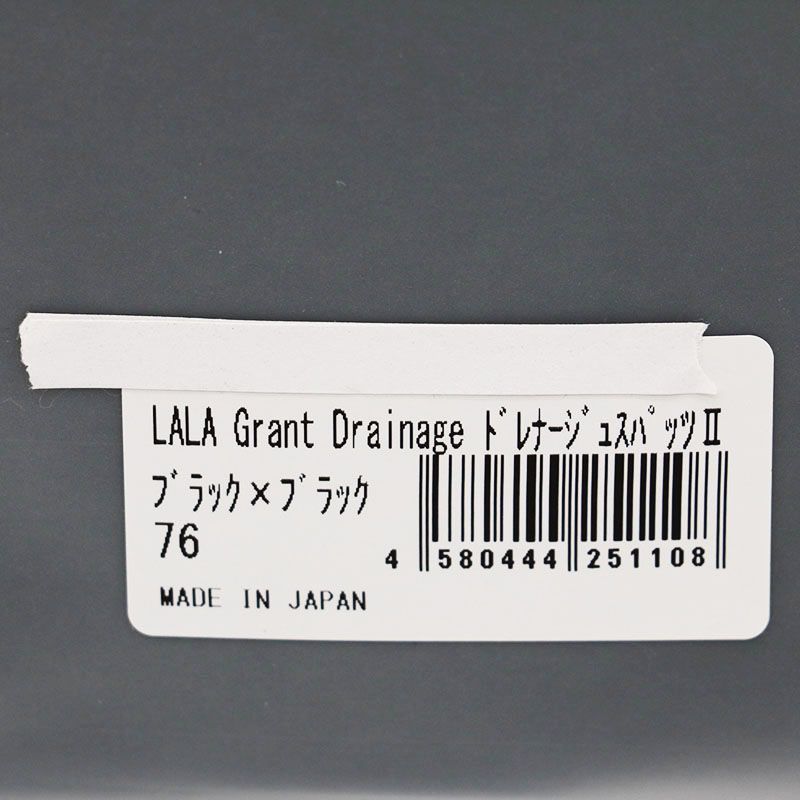 LALA Grant Drainage ﾄﾞﾚﾅｰｼﾞｭｽﾊﾟｯﾂⅡ
ﾌﾞﾗｯｸ×ﾌﾞﾗｯｸ
76
4 580444 251108
MADE IN JAPAN